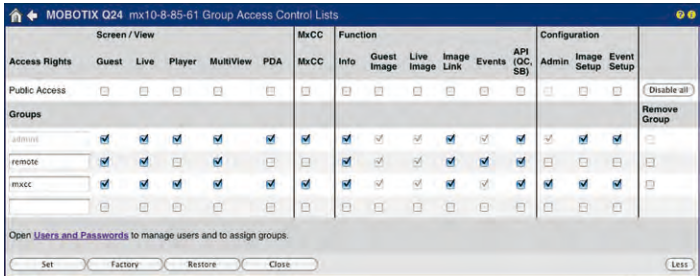 MOBOTIX Q24 mx10-8-85-61 Group Access Control Lists
Screen / View MxCC Function Configuration
Access Rights Guest Live Player MultiView PDA MxCC Info Guest Image Live Image Image Link Events API (QC, SB) Admin Image Setup Event Setup
Public Access Disable all
Groups Remove Group
admins
remote
mxcc
Open Users and Passwords to manage users and to assign groups.
Set Factory Restore Close Less